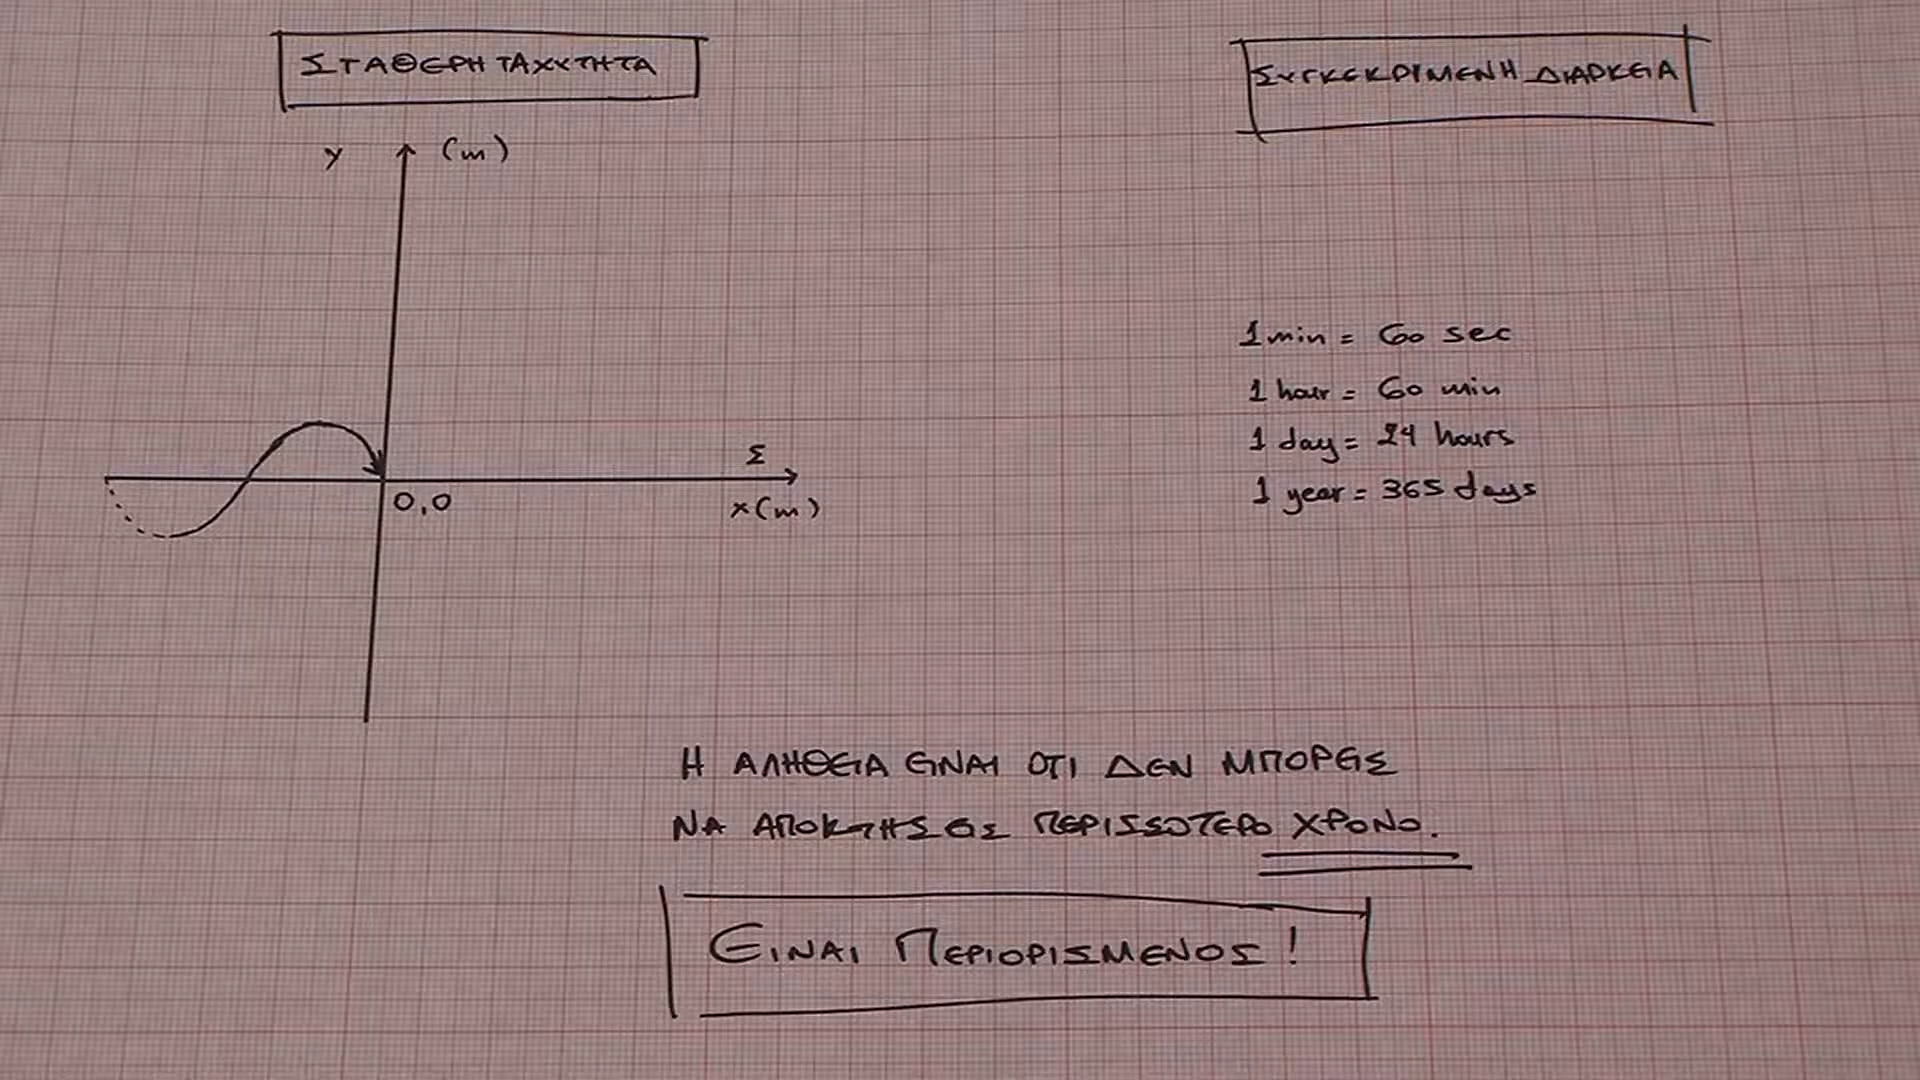 ΣΤΑΘΕΡΗ ΤΑΧΥΤΗΤΑ
ΣΥΓΚΕΚΡΙΜΕΝΗ ΔΙΑΡΚΕΙΑ
y (m)
Σ
x(m)
0,0
1 min = 60 sec
1 hour = 60 min
1 day = 24 hours
1 year = 365 days
Η ΑΛΗΘΕΙΑ ΕΙΝΑΙ ΟΤΙ ΔΕΝ ΜΠΟΡΕΙΣ
ΝΑ ΑΠΟΚΤΗΣΕΙΣ ΠΕΡΙΣΣΟΤΕΡΟ ΧΡΟΝΟ.
ΕΙΝΑΙ ΠΕΡΙΟΡΙΣΜΕΝΟΣ!